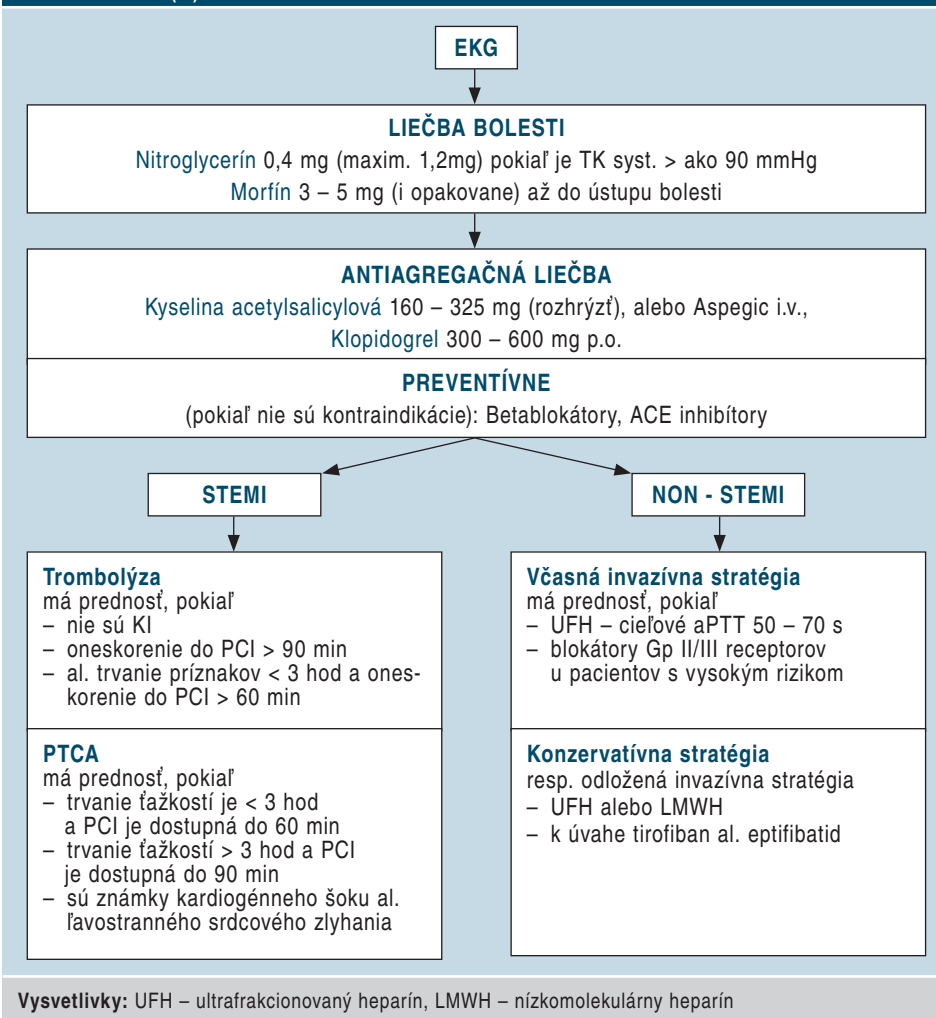 EKG
LIEČBA BOLESTI
Nitroglycerín 0,4 mg (maxim. 1,2mg) pokiaľ je TK syst. > ako 90 mmHg
Morfín 3 – 5 mg (i opakovane) až do ústupu bolesti
ANTIAGREGAČNÁ LIEČBA
Kyselina acetylsalicylová 160 – 325 mg (rozhrýzť), alebo Aspegic i.v.,
Klopidogrel 300 – 600 mg p.o.
PREVENTÍVNE
(pokiaľ nie sú kontraindikácie): Betablokátory, ACE inhibítory
STEMI
Trombolýza
má prednosť, pokiaľ
– nie sú KI
– oneskorenie do PCI > 90 min
– al. trvanie príznakov < 3 hod a ones-
korenie do PCI > 60 min
PTCA
má prednosť, pokiaľ
– trvanie ťažkostí je < 3 hod
a PCI je dostupná do 60 min
– trvanie ťažkostí > 3 hod a PCI
je dostupná do 90 min
– sú známky kardiogénneho šoku al.
ľavostranného srdcového zlyhania
NON - STEMI
Včasná invazívna stratégia
má prednosť, pokiaľ
– UFH – cieľové aPTT 50 – 70 s
– blokátory Gp II/III receptorov
u pacientov s vysokým rizikom
Konzervatívna stratégia
resp. odložená invazívna stratégia
– UFH alebo LMWH
– k úvahe tirofiban al. eptifibatid
Vysvetlivky: UFH – ultrafrakcionovaný heparín, LMWH – nízkomolekulárny heparín